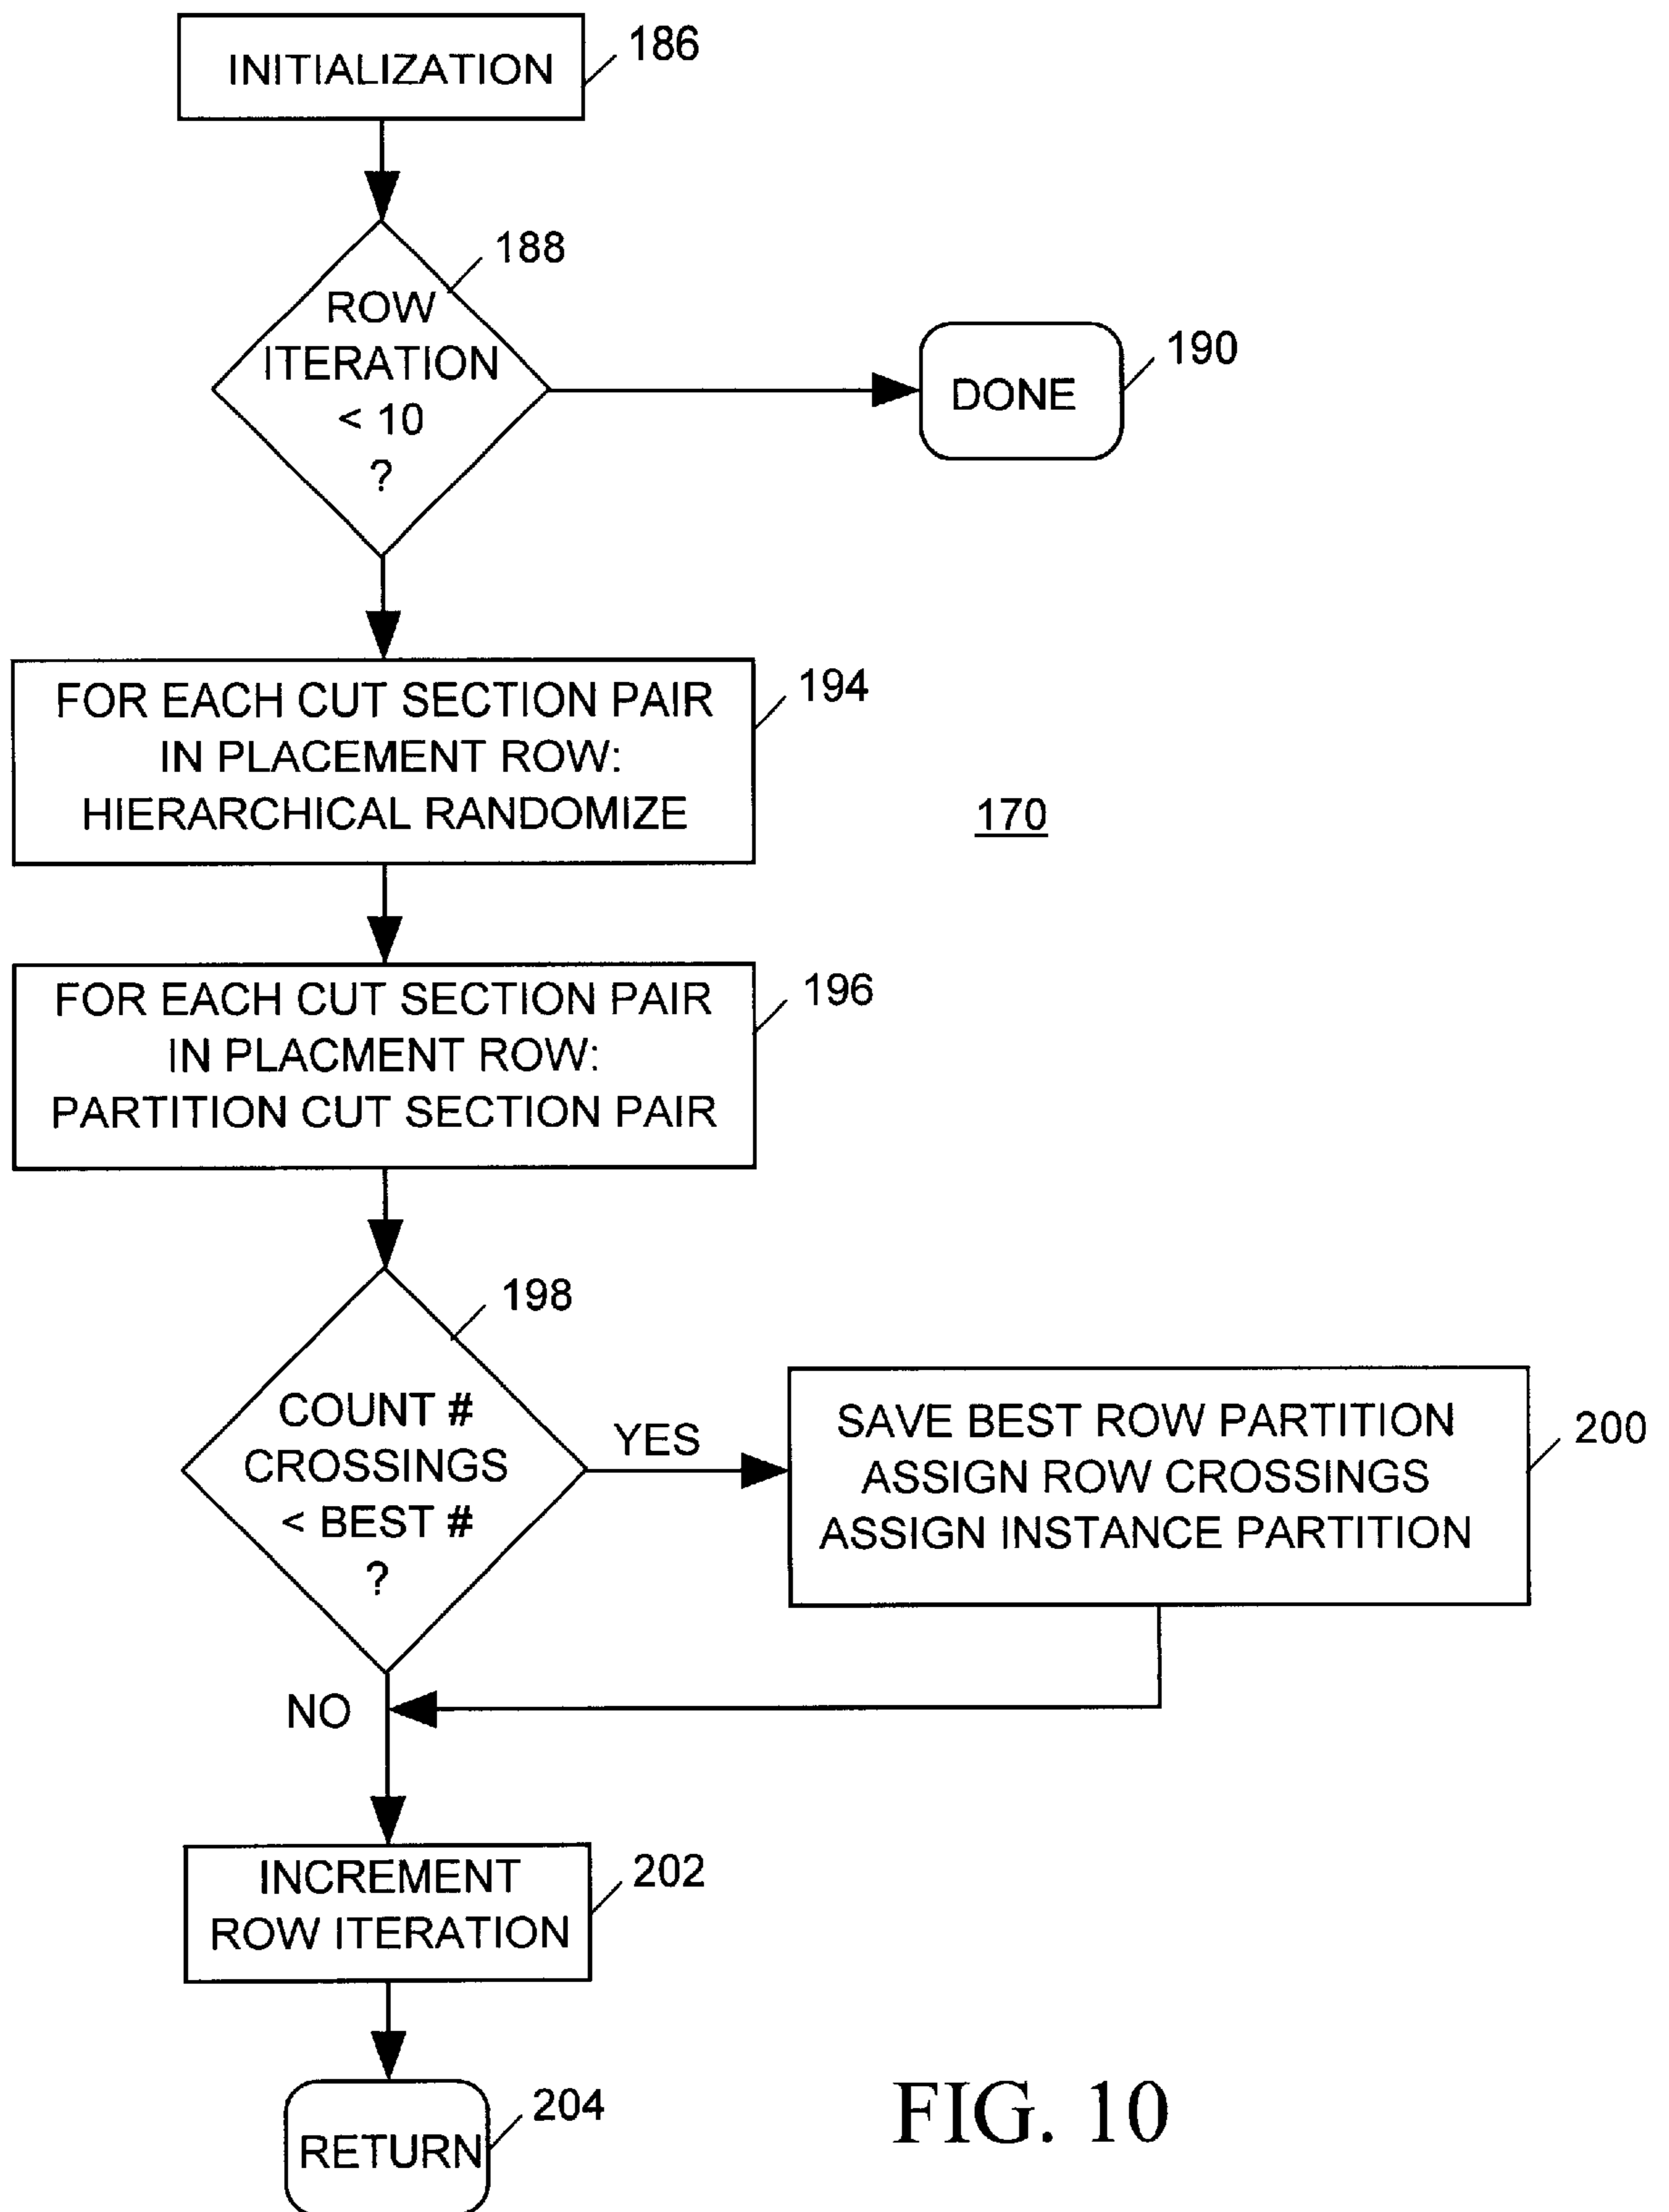 INITIALIZATION
186
188
ROW
ITERATION
< 10
?
DONE
190
FOR EACH CUT SECTION PAIR
IN PLACEMENT ROW:
HIERARCHICAL RANDOMIZE
194
170
FOR EACH CUT SECTION PAIR
IN PLACMENT ROW:
PARTITION CUT SECTION PAIR
196
198
COUNT #
CROSSINGS
< BEST #
?
YES
SAVE BEST ROW PARTITION
ASSIGN ROW CROSSINGS
ASSIGN INSTANCE PARTITION
200
NO
INCREMENT
ROW ITERATION
202
RETURN
204
FIG. 10